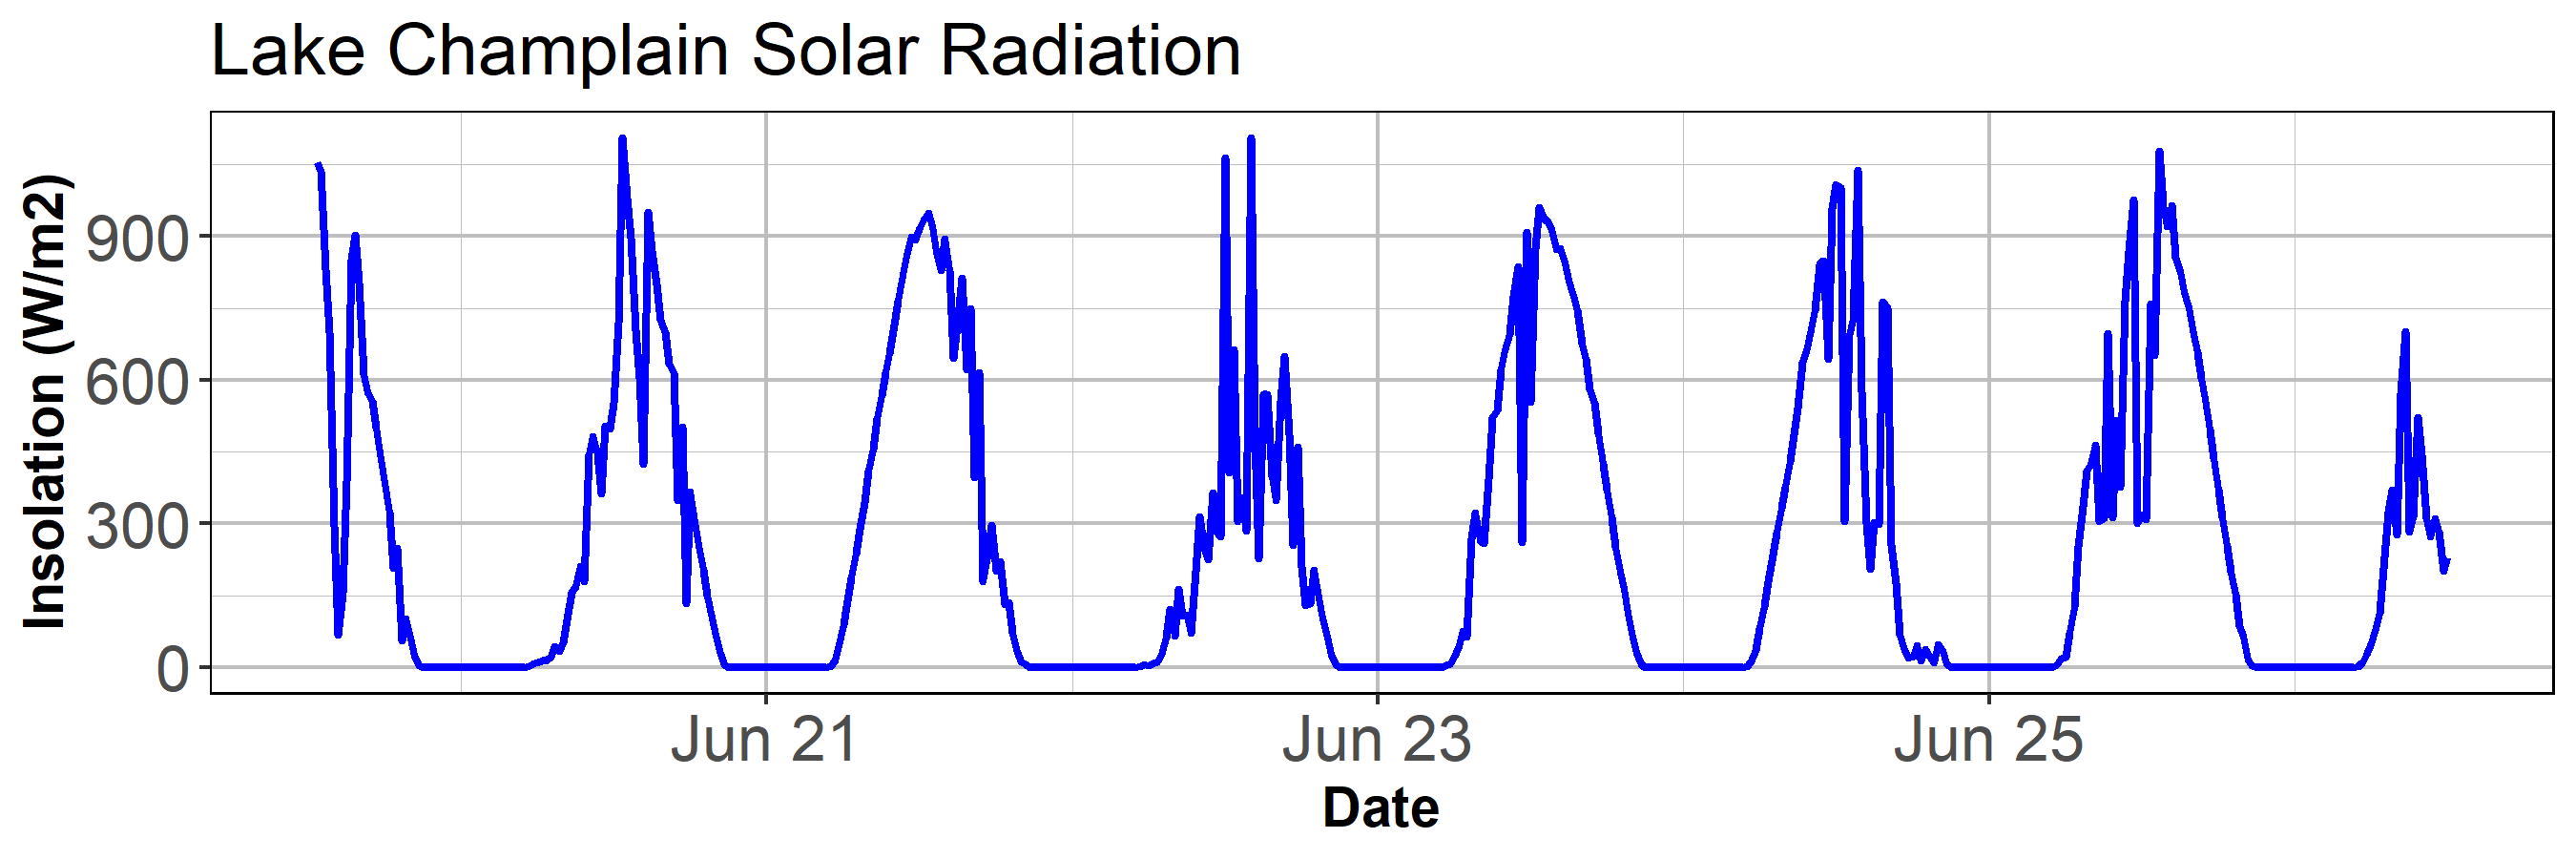 Lake Champlain Solar Radiation
Insolation (W/m2)
900
600
300
0
Jun 21
Jun 23
Jun 25
Date